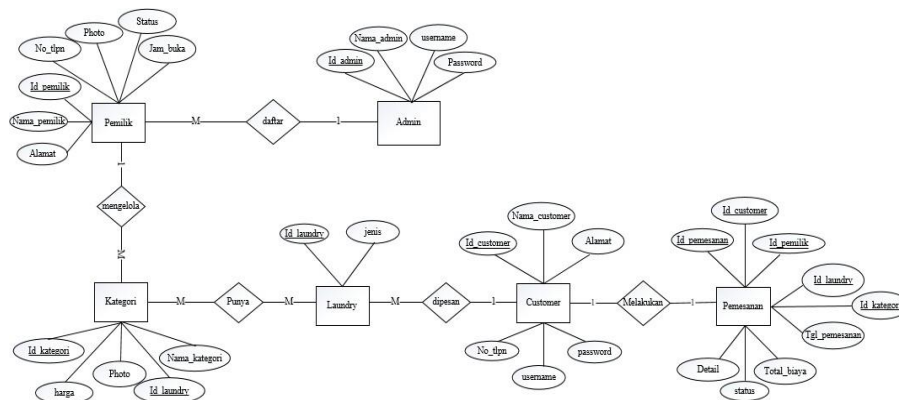 Status
Photo
No_tlpn
Jam_buka
Id_pemilik
Nama_pemilik
Alamat
Pemilik
M
daftar
1
Nama_admin
username
Id_admin
Password
Admin
1
mengelola
M
Kategori
M
Punya
M
Id_laundry
jenis
Laundry
M
dipesan
1
Nama_customer
Id_customer
Alamat
Customer
1
Melakukan
1
Id_customer
Id_pemesanan
Id_pemilik
Id_laundry
Id_kategori
Pemesanan
Tgl_pemesanan
Detail
Total_biaya
status
No_tlpn
password
username
Id_kategori
Nama_kategori
Photo
harga
Id_laundry